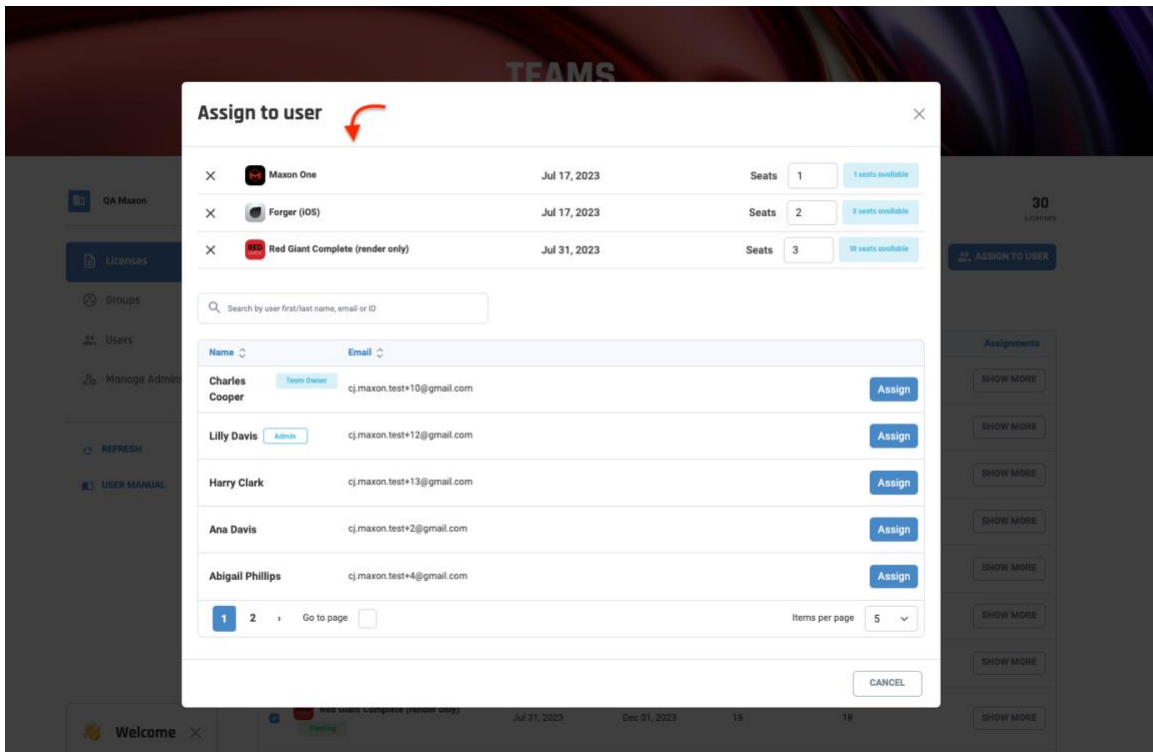 TEAMS
Assign to user
Maxon One Jul 17, 2023 Seats 1 1 seats available
Forger (iOS) Jul 17, 2023 Seats 2 2 seats available
RED Red Giant Complete (render only) Jul 31, 2023 Seats 3 18 seats available
QA Maxon
30
Licenses
Licenses
ASSIGN TO USER
Groups
Users
Manage Admins
REFRESH
USER MANUAL
Search by user first/last name, email or ID
Name Email
Assignments
Charles Cooper Team Owner cj.maxon.test+10@gmail.com Assign
SHOW MORE
Lilly Davis Admin cj.maxon.test+12@gmail.com Assign
SHOW MORE
Harry Clark cj.maxon.test+13@gmail.com Assign
SHOW MORE
Ana Davis cj.maxon.test+2@gmail.com Assign
SHOW MORE
Abigail Phillips cj.maxon.test+4@gmail.com Assign
SHOW MORE
1 2 › Go to page Items per page 5
SHOW MORE
SHOW MORE
CANCEL
Red Giant Complete (render only) Jul 31, 2023 Dec 01, 2023 18 18 SHOW MORE
Floating
Welcome